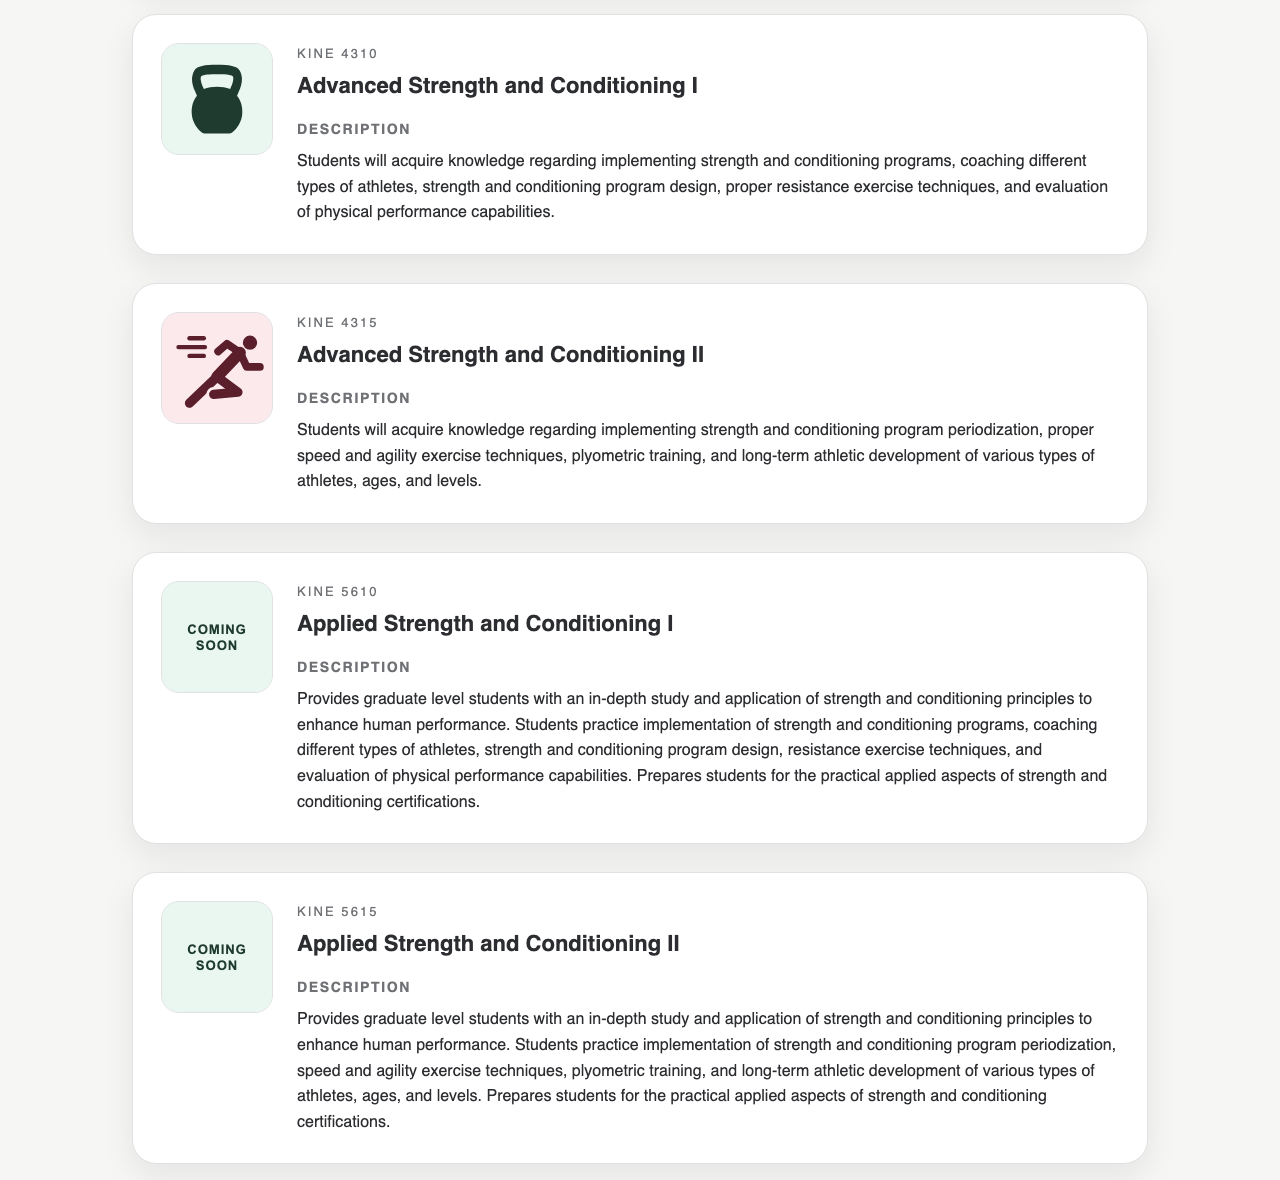 KINE 4310
Advanced Strength and Conditioning I
DESCRIPTION
Students will acquire knowledge regarding implementing strength and conditioning programs, coaching different
types of athletes, strength and conditioning program design, proper resistance exercise techniques, and evaluation
of physical performance capabilities.
KINE 4315
Advanced Strength and Conditioning II
DESCRIPTION
Students will acquire knowledge regarding implementing strength and conditioning program periodization, proper
speed and agility exercise techniques, plyometric training, and long-term athletic development of various types of
athletes, ages, and levels.
COMING
SOON
KINE 5610
Applied Strength and Conditioning I
DESCRIPTION
Provides graduate level students with an in-depth study and application of strength and conditioning principles to
enhance human performance. Students practice implementation of strength and conditioning programs, coaching
different types of athletes, strength and conditioning program design, resistance exercise techniques, and
evaluation of physical performance capabilities. Prepares students for the practical applied aspects of strength and
conditioning certifications.
COMING
SOON
KINE 5615
Applied Strength and Conditioning II
DESCRIPTION
Provides graduate level students with an in-depth study and application of strength and conditioning principles to
enhance human performance. Students practice implementation of strength and conditioning program periodization,
speed and agility exercise techniques, plyometric training, and long-term athletic development of various types of
athletes, ages, and levels. Prepares students for the practical applied aspects of strength and conditioning
certifications.